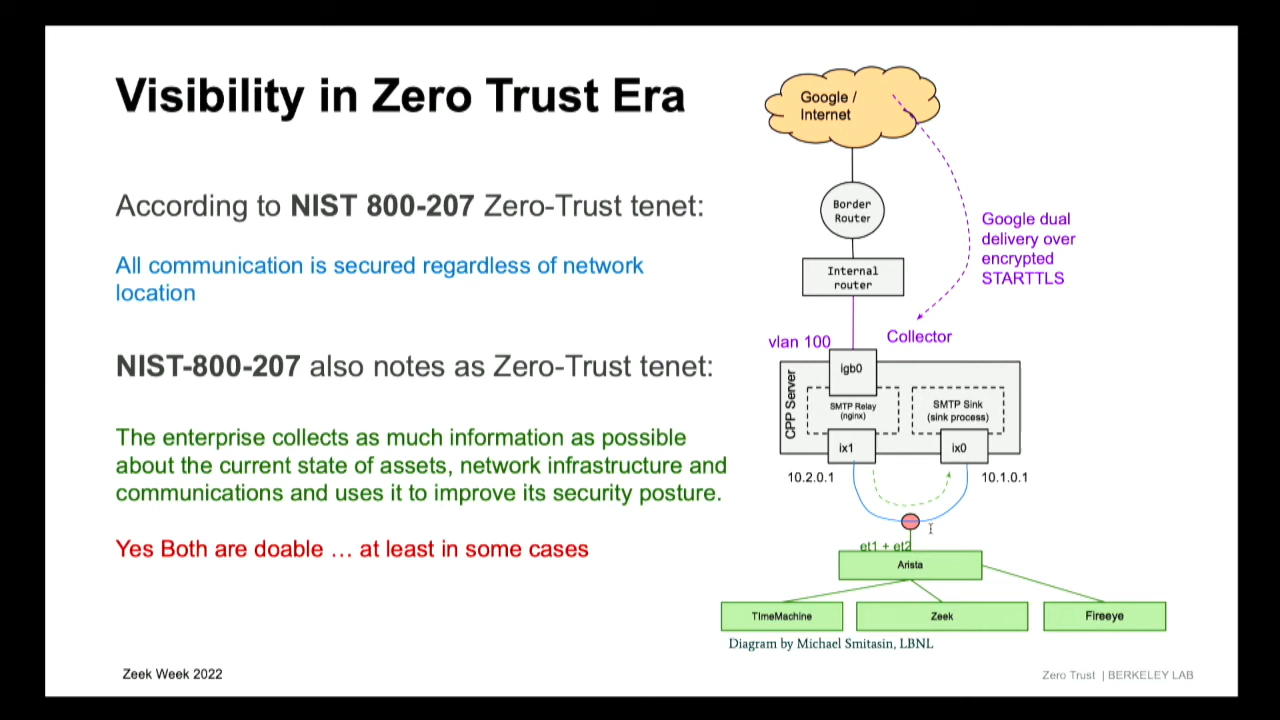 Visibility in Zero Trust Era
According to NIST 800-207 Zero-Trust tenet:
All communication is secured regardless of network
location
NIST-800-207 also notes as Zero-Trust tenet:
The enterprise collects as much information as possible
about the current state of assets, network infrastructure and
communications and uses it to improve its security posture.
Yes Both are doable … at least in some cases
Google /
Internet
Border
Router
Internal
router
Google dual
delivery over
encrypted
STARTTLS
vlan 100
Collector
igb0
CPP Server
SMTP Relay
(nginx)
SMTP Sink
(sink process)
ix1
ix0
10.2.0.1
10.1.0.1
et1 + et2
Arista
TImeMachine
Zeek
Fireeye
Diagram by Michael Smitasin, LBNL
Zeek Week 2022
Zero Trust | BERKELEY LAB